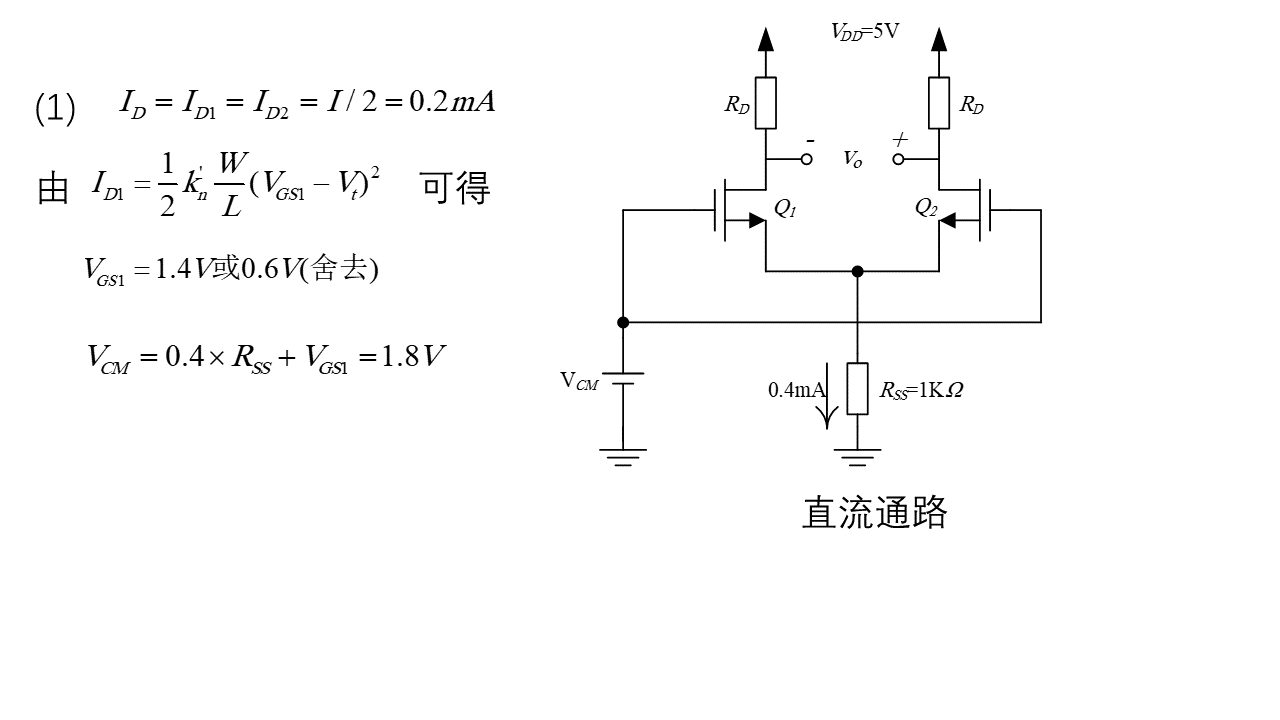 (1) I_D = I_D1 = I_D2 = I / 2 = 0.2mA
由 I_D1 = 1/2 k'_n W/L (V_GS1 − V_t)^2 可得
V_GS1 = 1.4V或0.6V(舍去)
V_CM = 0.4 × R_SS + V_GS1 = 1.8V
V_DD=5V
R_D
R_D
- V_o +
Q_1
Q_2
V_CM
0.4mA
R_SS=1KΩ
直流通路